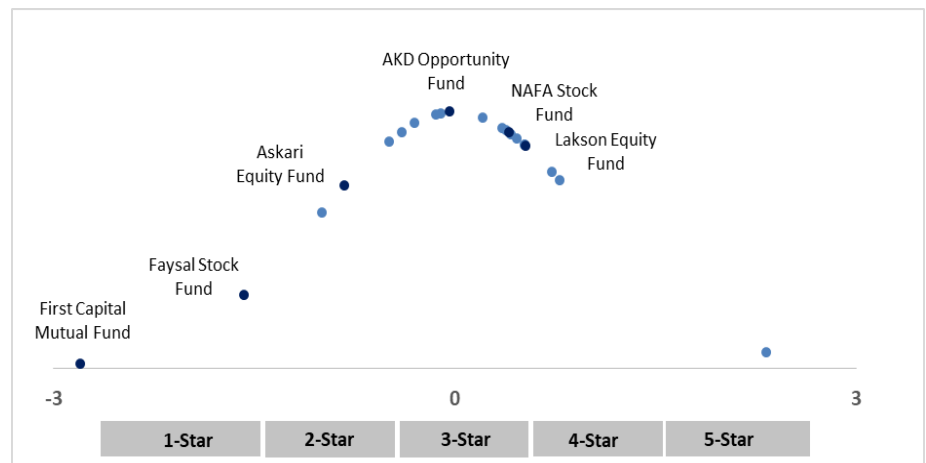 AKD Opportunity
Fund
NAFA Stock
Fund
Lakson Equity
Fund
Askari
Equity Fund
Faysal Stock
Fund
First Capital
Mutual Fund
-3
0
3
1-Star
2-Star
3-Star
4-Star
5-Star